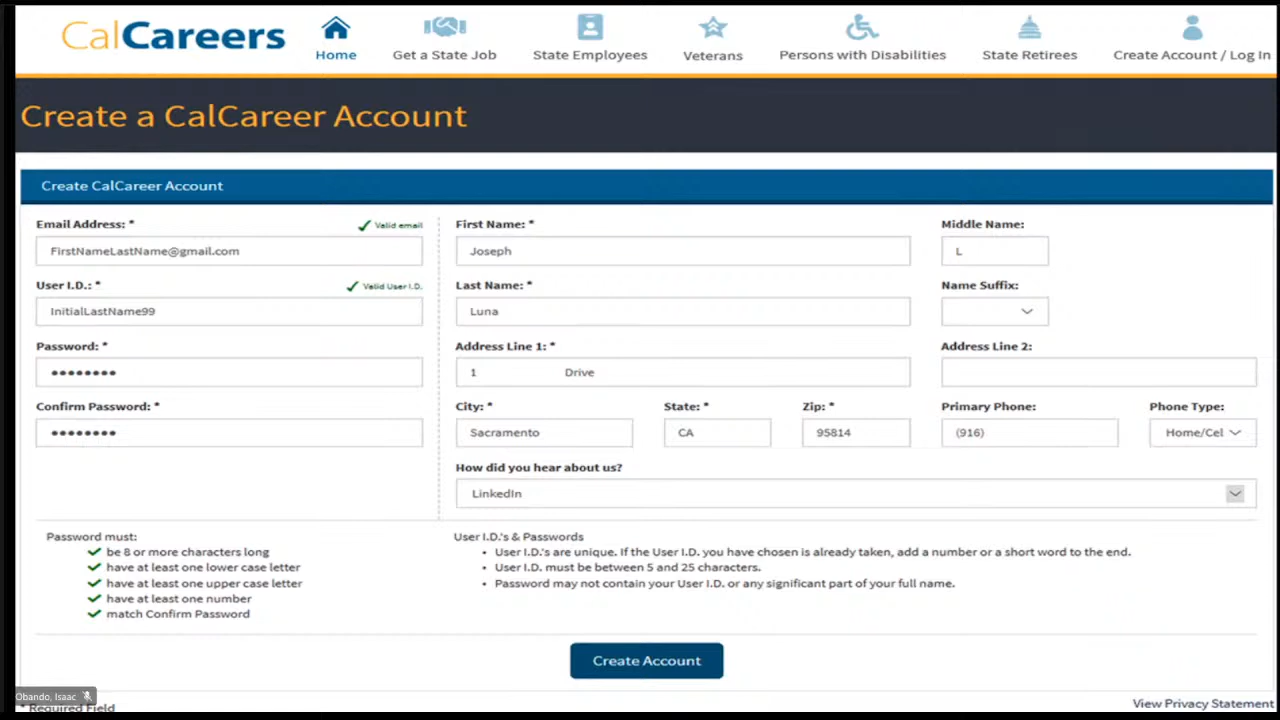 CalCareers
Home
Get a State Job
State Employees
Veterans
Persons with Disabilities
State Retirees
Create Account / Log In
Create a CalCareer Account
Create CalCareer Account
Email Address: * Valid email
FirstNameLastName@gmail.com
User I.D.: * Valid User I.D.
InitialLastName99
Password: *
••••••••
Confirm Password: *
••••••••
First Name: *
Joseph
Middle Name:
L
Last Name: *
Luna
Name Suffix:
Address Line 1: *
1 Drive
Address Line 2:
City: *
Sacramento
State: *
CA
Zip: *
95814
Primary Phone:
(916)
Phone Type:
Home/Cel
How did you hear about us?
LinkedIn
Password must:
be 8 or more characters long
have at least one lower case letter
have at least one upper case letter
have at least one number
match Confirm Password
User I.D.'s & Passwords
• User I.D.'s are unique. If the User I.D. you have chosen is already taken, add a number or a short word to the end.
• User I.D. must be between 5 and 25 characters.
• Password may not contain your User I.D. or any significant part of your full name.
Create Account
Obando, Isaac
* Required Field
View Privacy Statement